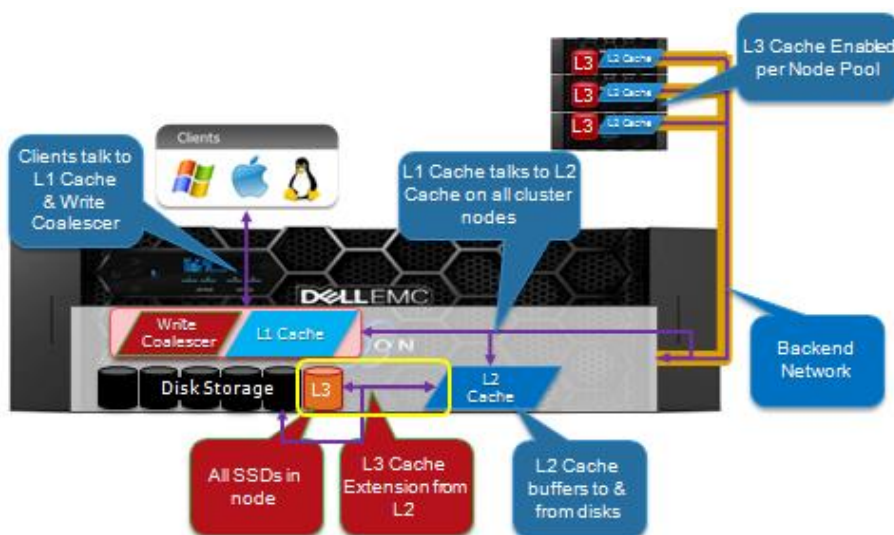 L3 L2 Cache
L3 L2 Cache
L3 L2 Cache
L3 Cache Enabled
per Node Pool
Clients
Clients talk to
L1 Cache
& Write
Coalescer
L1 Cache talks to L2
Cache on all cluster
nodes
DELLEMC
Write
Coalescer
L1 Cache
ON
Disk Storage
L3
L2
Cache
Backend
Network
All SSDs in
node
L3 Cache
Extension from
L2
L2 Cache
buffers to &
from disks